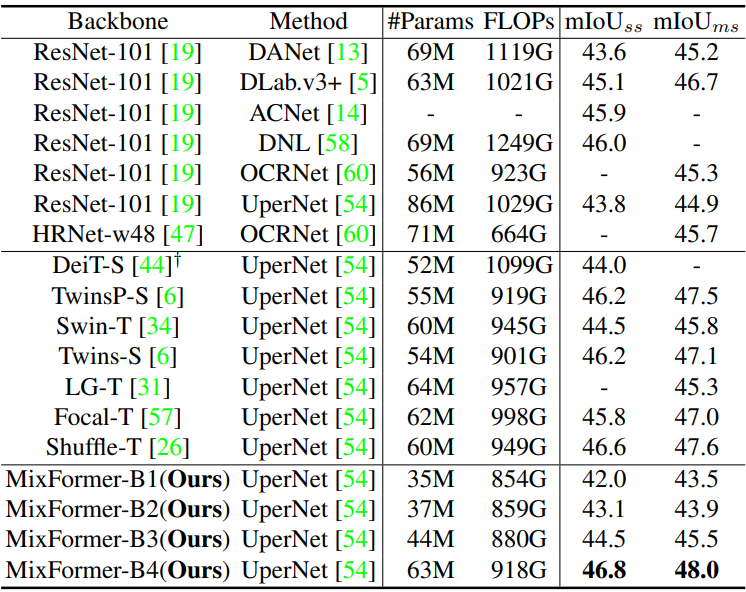 Backbone Method #Params FLOPs mIoU_ss mIoU_ms
ResNet-101 [19] DANet [13] 69M 1119G 43.6 45.2
ResNet-101 [19] DLab.v3+ [5] 63M 1021G 45.1 46.7
ResNet-101 [19] ACNet [14] - - 45.9 -
ResNet-101 [19] DNL [58] 69M 1249G 46.0 -
ResNet-101 [19] OCRNet [60] 56M 923G - 45.3
ResNet-101 [19] UperNet [54] 86M 1029G 43.8 44.9
HRNet-w48 [47] OCRNet [60] 71M 664G - 45.7
DeiT-S [44]† UperNet [54] 52M 1099G 44.0 -
TwinsP-S [6] UperNet [54] 55M 919G 46.2 47.5
Swin-T [34] UperNet [54] 60M 945G 44.5 45.8
Twins-S [6] UperNet [54] 54M 901G 46.2 47.1
LG-T [31] UperNet [54] 64M 957G - 45.3
Focal-T [57] UperNet [54] 62M 998G 45.8 47.0
Shuffle-T [26] UperNet [54] 60M 949G 46.6 47.6
MixFormer-B1(Ours) UperNet [54] 35M 854G 42.0 43.5
MixFormer-B2(Ours) UperNet [54] 37M 859G 43.1 43.9
MixFormer-B3(Ours) UperNet [54] 44M 880G 44.5 45.5
MixFormer-B4(Ours) UperNet [54] 63M 918G 46.8 48.0